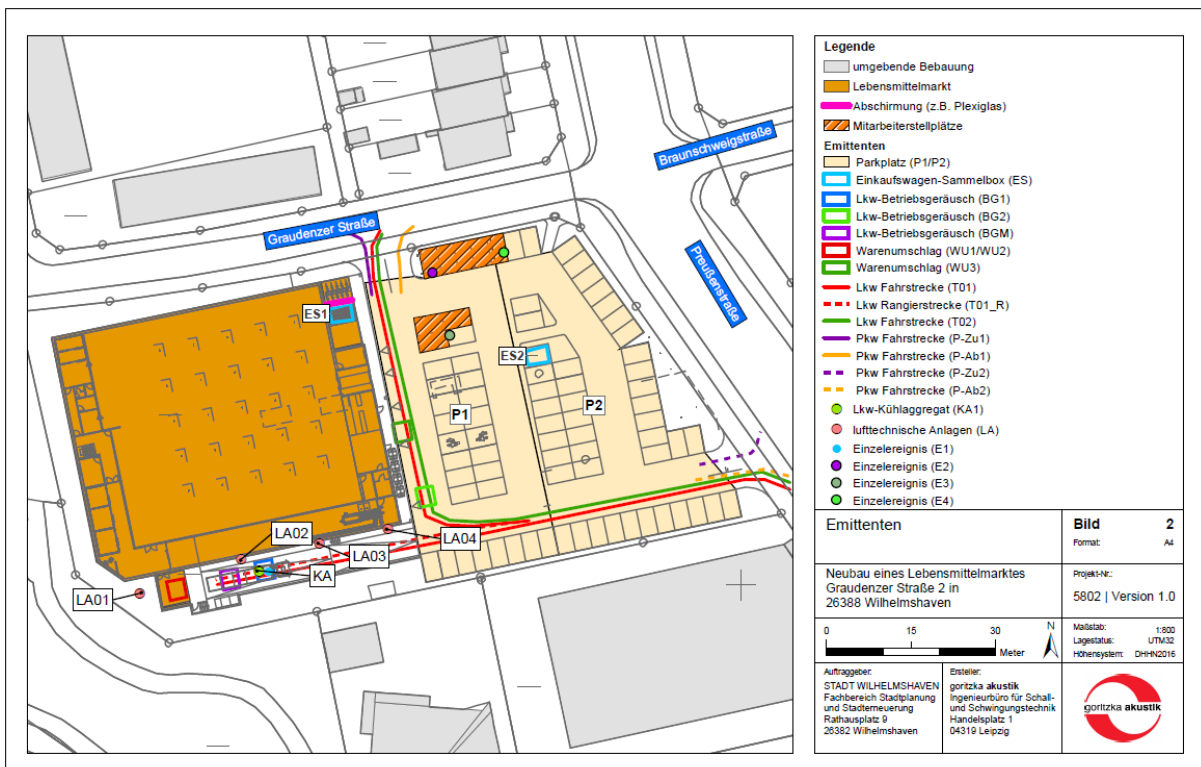 Braunschweigstraße
Graudenzer Straße
Preußenstraße
ES1
ES2
P1
P2
LA02
LA03
LA04
KA
LA01
Legende
umgebende Bebauung
Lebensmittelmarkt
Abschirmung (z.B. Plexiglas)
Mitarbeiterstellplätze
Emittenten
Parkplatz (P1/P2)
Einkaufswagen-Sammelbox (ES)
Lkw-Betriebsgeräusch (BG1)
Lkw-Betriebsgeräusch (BG2)
Lkw-Betriebsgeräusch (BGM)
Warenumschlag (WU1/WU2)
Warenumschlag (WU3)
Lkw Fahrstrecke (T01)
Lkw Rangierstrecke (T01_R)
Lkw Fahrstrecke (T02)
Pkw Fahrstrecke (P-Zu1)
Pkw Fahrstrecke (P-Ab1)
Pkw Fahrstrecke (P-Zu2)
Pkw Fahrstrecke (P-Ab2)
Lkw-Kühlaggregat (KA1)
lufttechnische Anlagen (LA)
Einzelereignis (E1)
Einzelereignis (E2)
Einzelereignis (E3)
Einzelereignis (E4)
Emittenten
Bild 2
Format: A4
Neubau eines Lebensmittelmarktes
Graudenzer Straße 2 in
26388 Wilhelmshaven
Projekt-Nr.:
5802 | Version 1.0
0 15 30
Meter
N
Maßstab: 1:800
Lagestatus: UTM32
Höhensystem: DHHN2016
Auftraggeber:
STADT WILHELMSHAVEN
Fachbereich Stadtplanung
und Stadterneuerung
Rathausplatz 9
26382 Wilhelmshaven
Ersteller:
goritzka akustik
Ingenieurbüro für Schall-
und Schwingungstechnik
Handelsplatz 1
04319 Leipzig
goritzka akustik